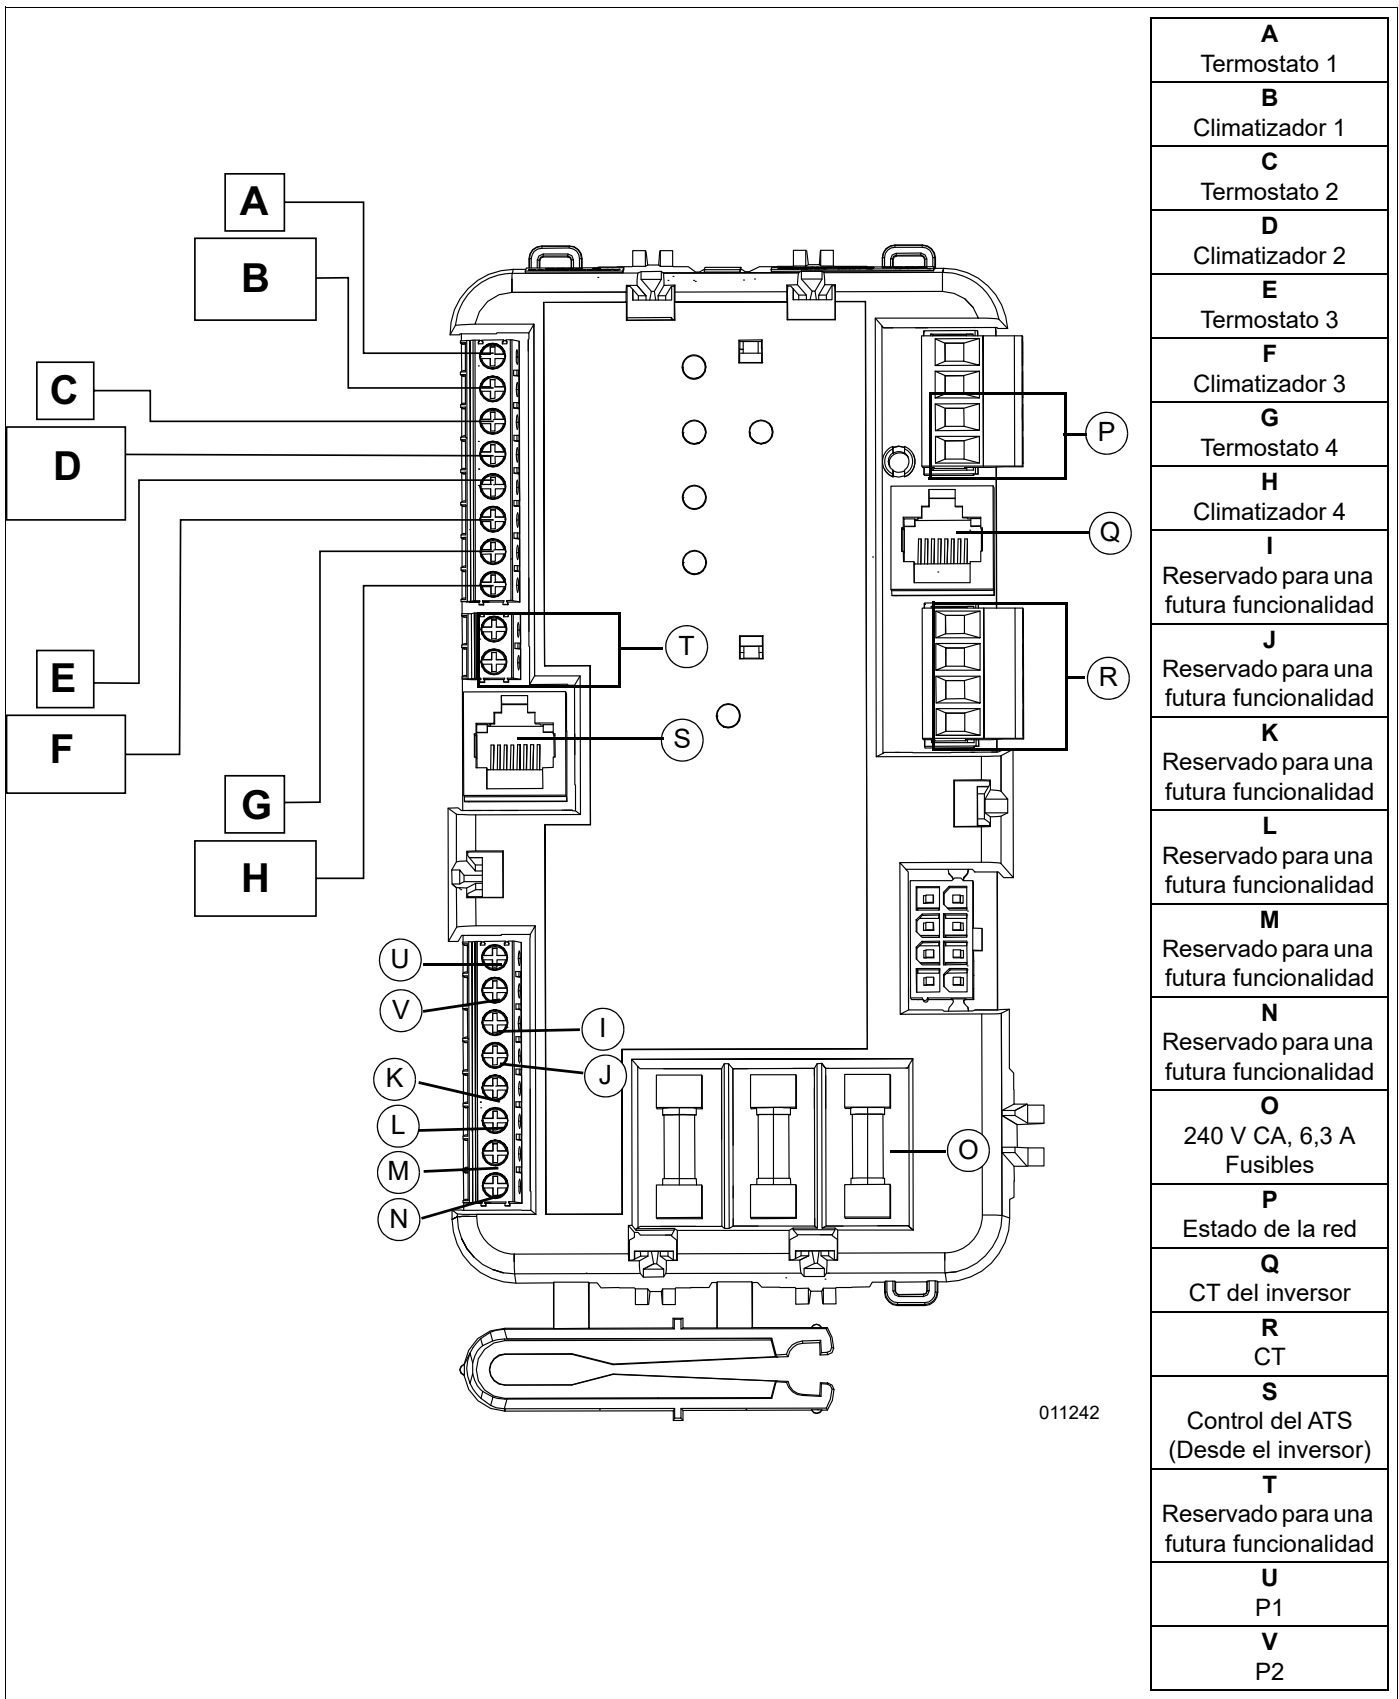 A
B
C
D
E
F
G
H
P
Q
T
R
S
U
V
I
J
K
L
M
N
O
011242
A
Termostato 1
B
Climatizador 1
C
Termostato 2
D
Climatizador 2
E
Termostato 3
F
Climatizador 3
G
Termostato 4
H
Climatizador 4
I
Reservado para una
futura funcionalidad
J
Reservado para una
futura funcionalidad
K
Reservado para una
futura funcionalidad
L
Reservado para una
futura funcionalidad
M
Reservado para una
futura funcionalidad
N
Reservado para una
futura funcionalidad
O
240 V CA, 6,3 A
Fusibles
P
Estado de la red
Q
CT del inversor
R
CT
S
Control del ATS
(Desde el inversor)
T
Reservado para una
futura funcionalidad
U
P1
V
P2